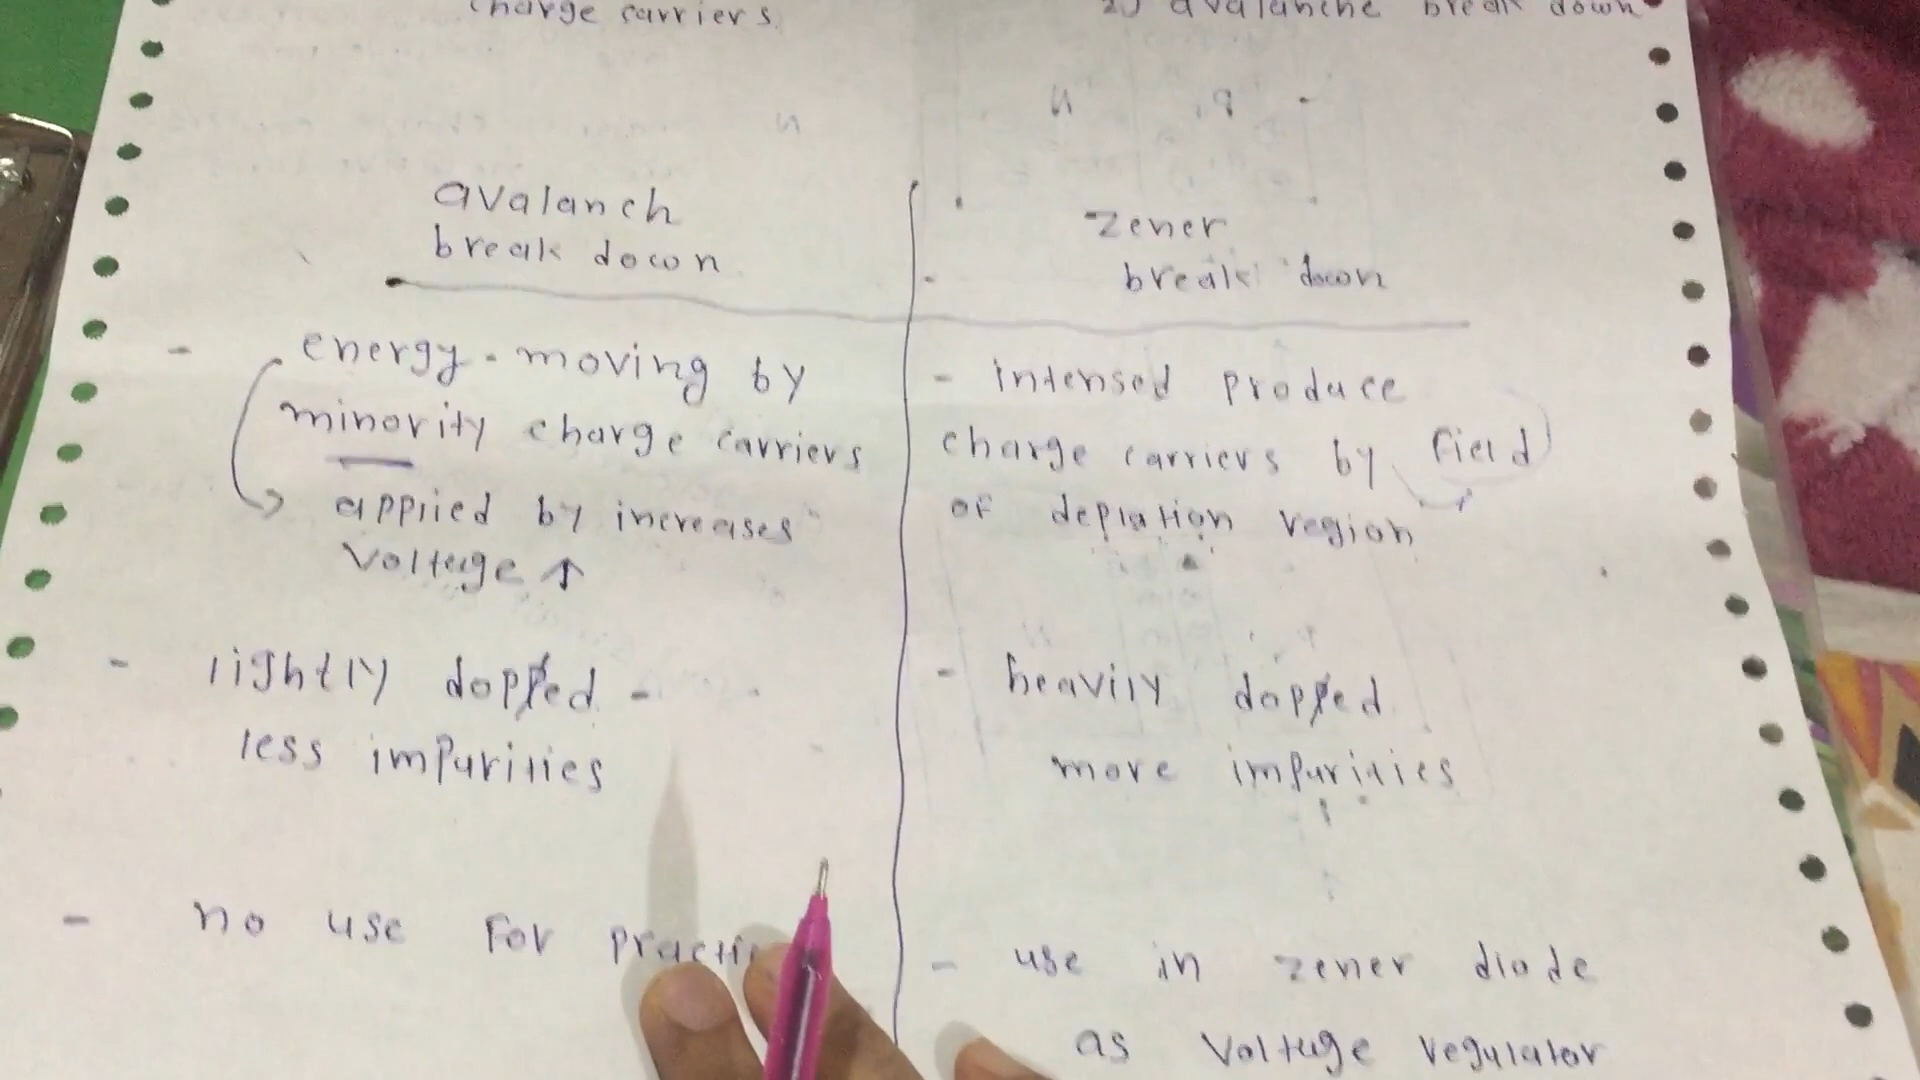 charge carriers
2) avalanche break down
avalanch
break down
energy - moving by
minority charge carriers
applied by increases
voltage ↑
- lightly dopped -
less impurities
- no use for
zener
break down
- intensed produce
charge carriers by field
of deplation region
- heavily dopped
more impurities
- use in zener diode
as voltage regulator